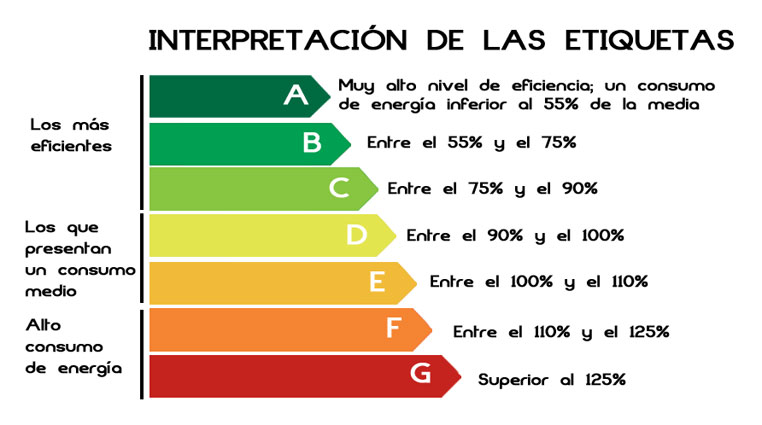 INTERPRETACIÓN DE LAS ETIQUETAS
Los más
eficientes
A
Muy alto nivel de eficiencia; un consumo
de energía inferior al 55% de la media
B
Entre el 55% y el 75%
C
Entre el 75% y el 90%
Los que
presentan
un consumo
medio
D
Entre el 90% y el 100%
E
Entre el 100% y el 110%
Alto
consumo
de energía
F
Entre el 110% y el 125%
G
Superior al 125%